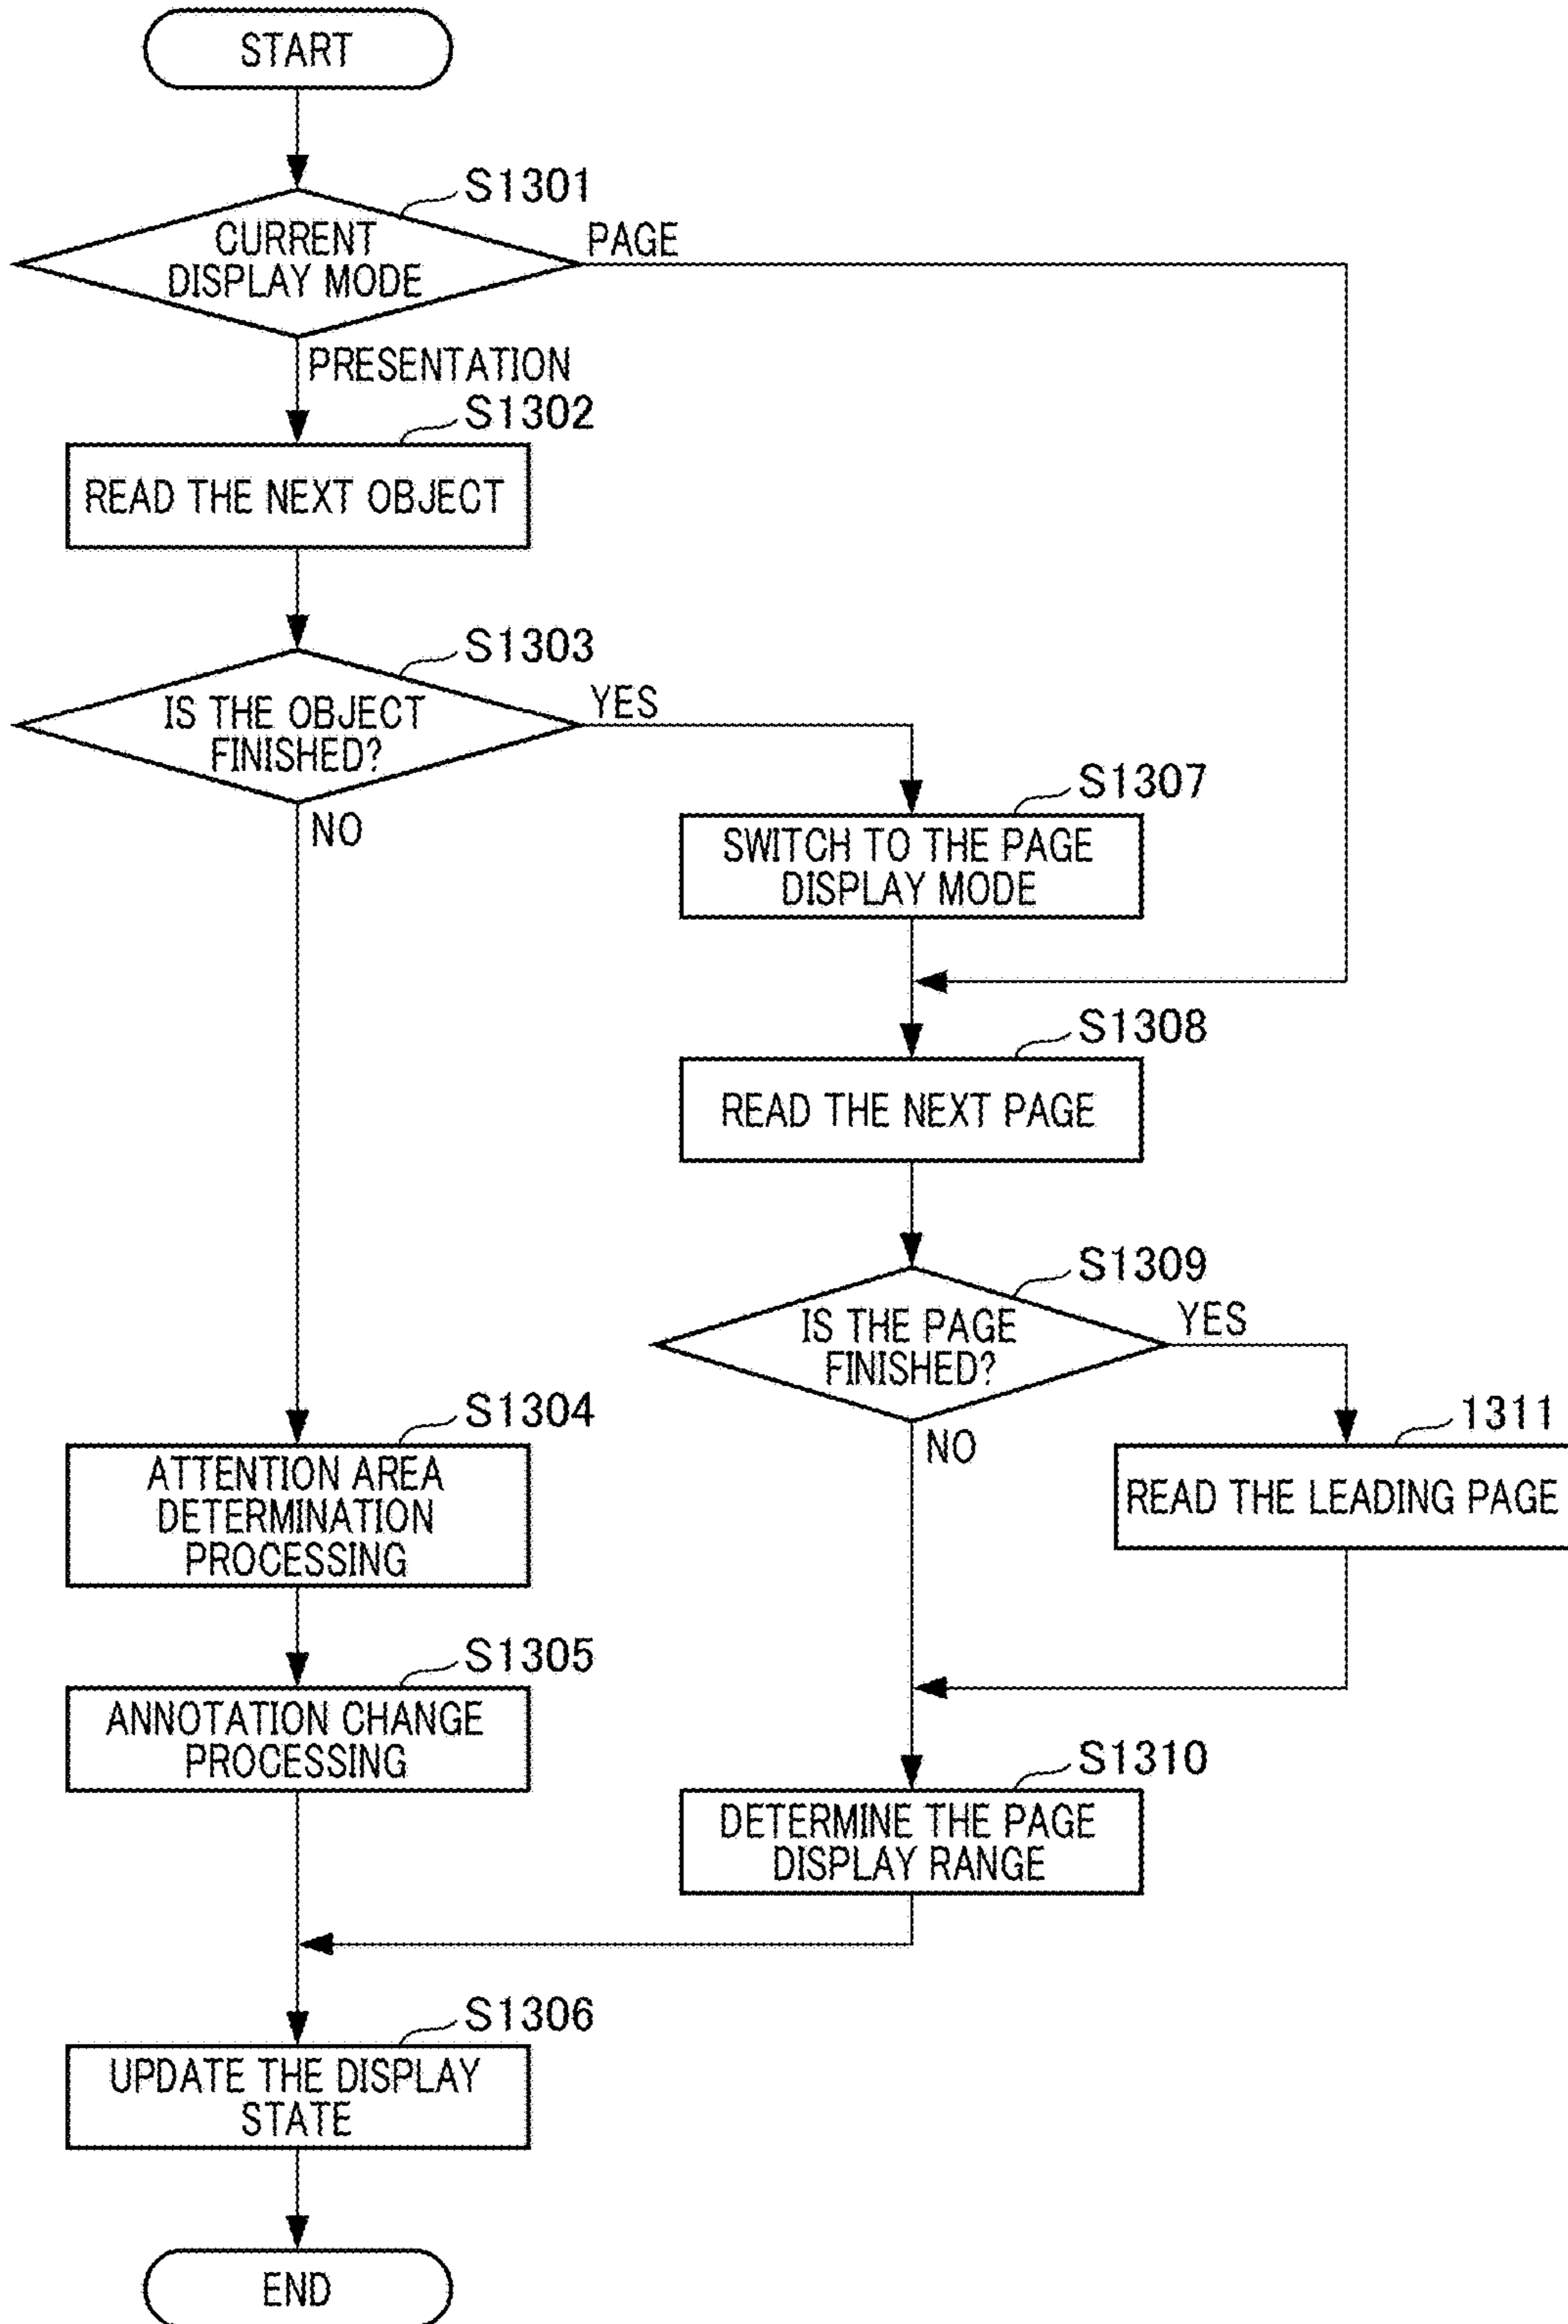 START
S1301
CURRENT
DISPLAY MODE
PAGE
PRESENTATION
S1302
READ THE NEXT OBJECT
S1303
IS THE OBJECT
FINISHED?
YES
NO
S1307
SWITCH TO THE PAGE
DISPLAY MODE
S1308
READ THE NEXT PAGE
S1309
IS THE PAGE
FINISHED?
YES
NO
1311
READ THE LEADING PAGE
S1304
ATTENTION AREA
DETERMINATION
PROCESSING
S1305
ANNOTATION CHANGE
PROCESSING
S1310
DETERMINE THE PAGE
DISPLAY RANGE
S1306
UPDATE THE DISPLAY
STATE
END